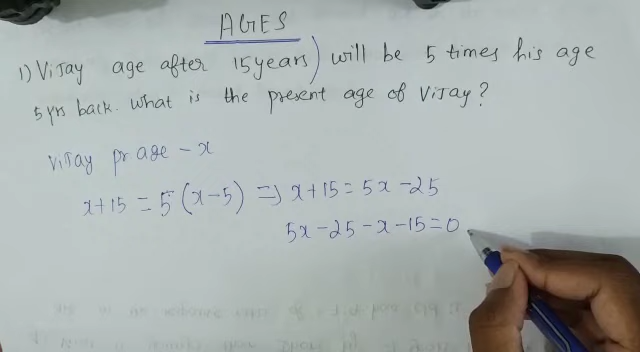 AGES
1) Vijay age after 15years) will be 5 times his age
5yrs back. What is the present age of Vijay?
Vijay pr age - x
x+15 = 5(x-5) => x+15 = 5x-25
5x-25-x-15=0